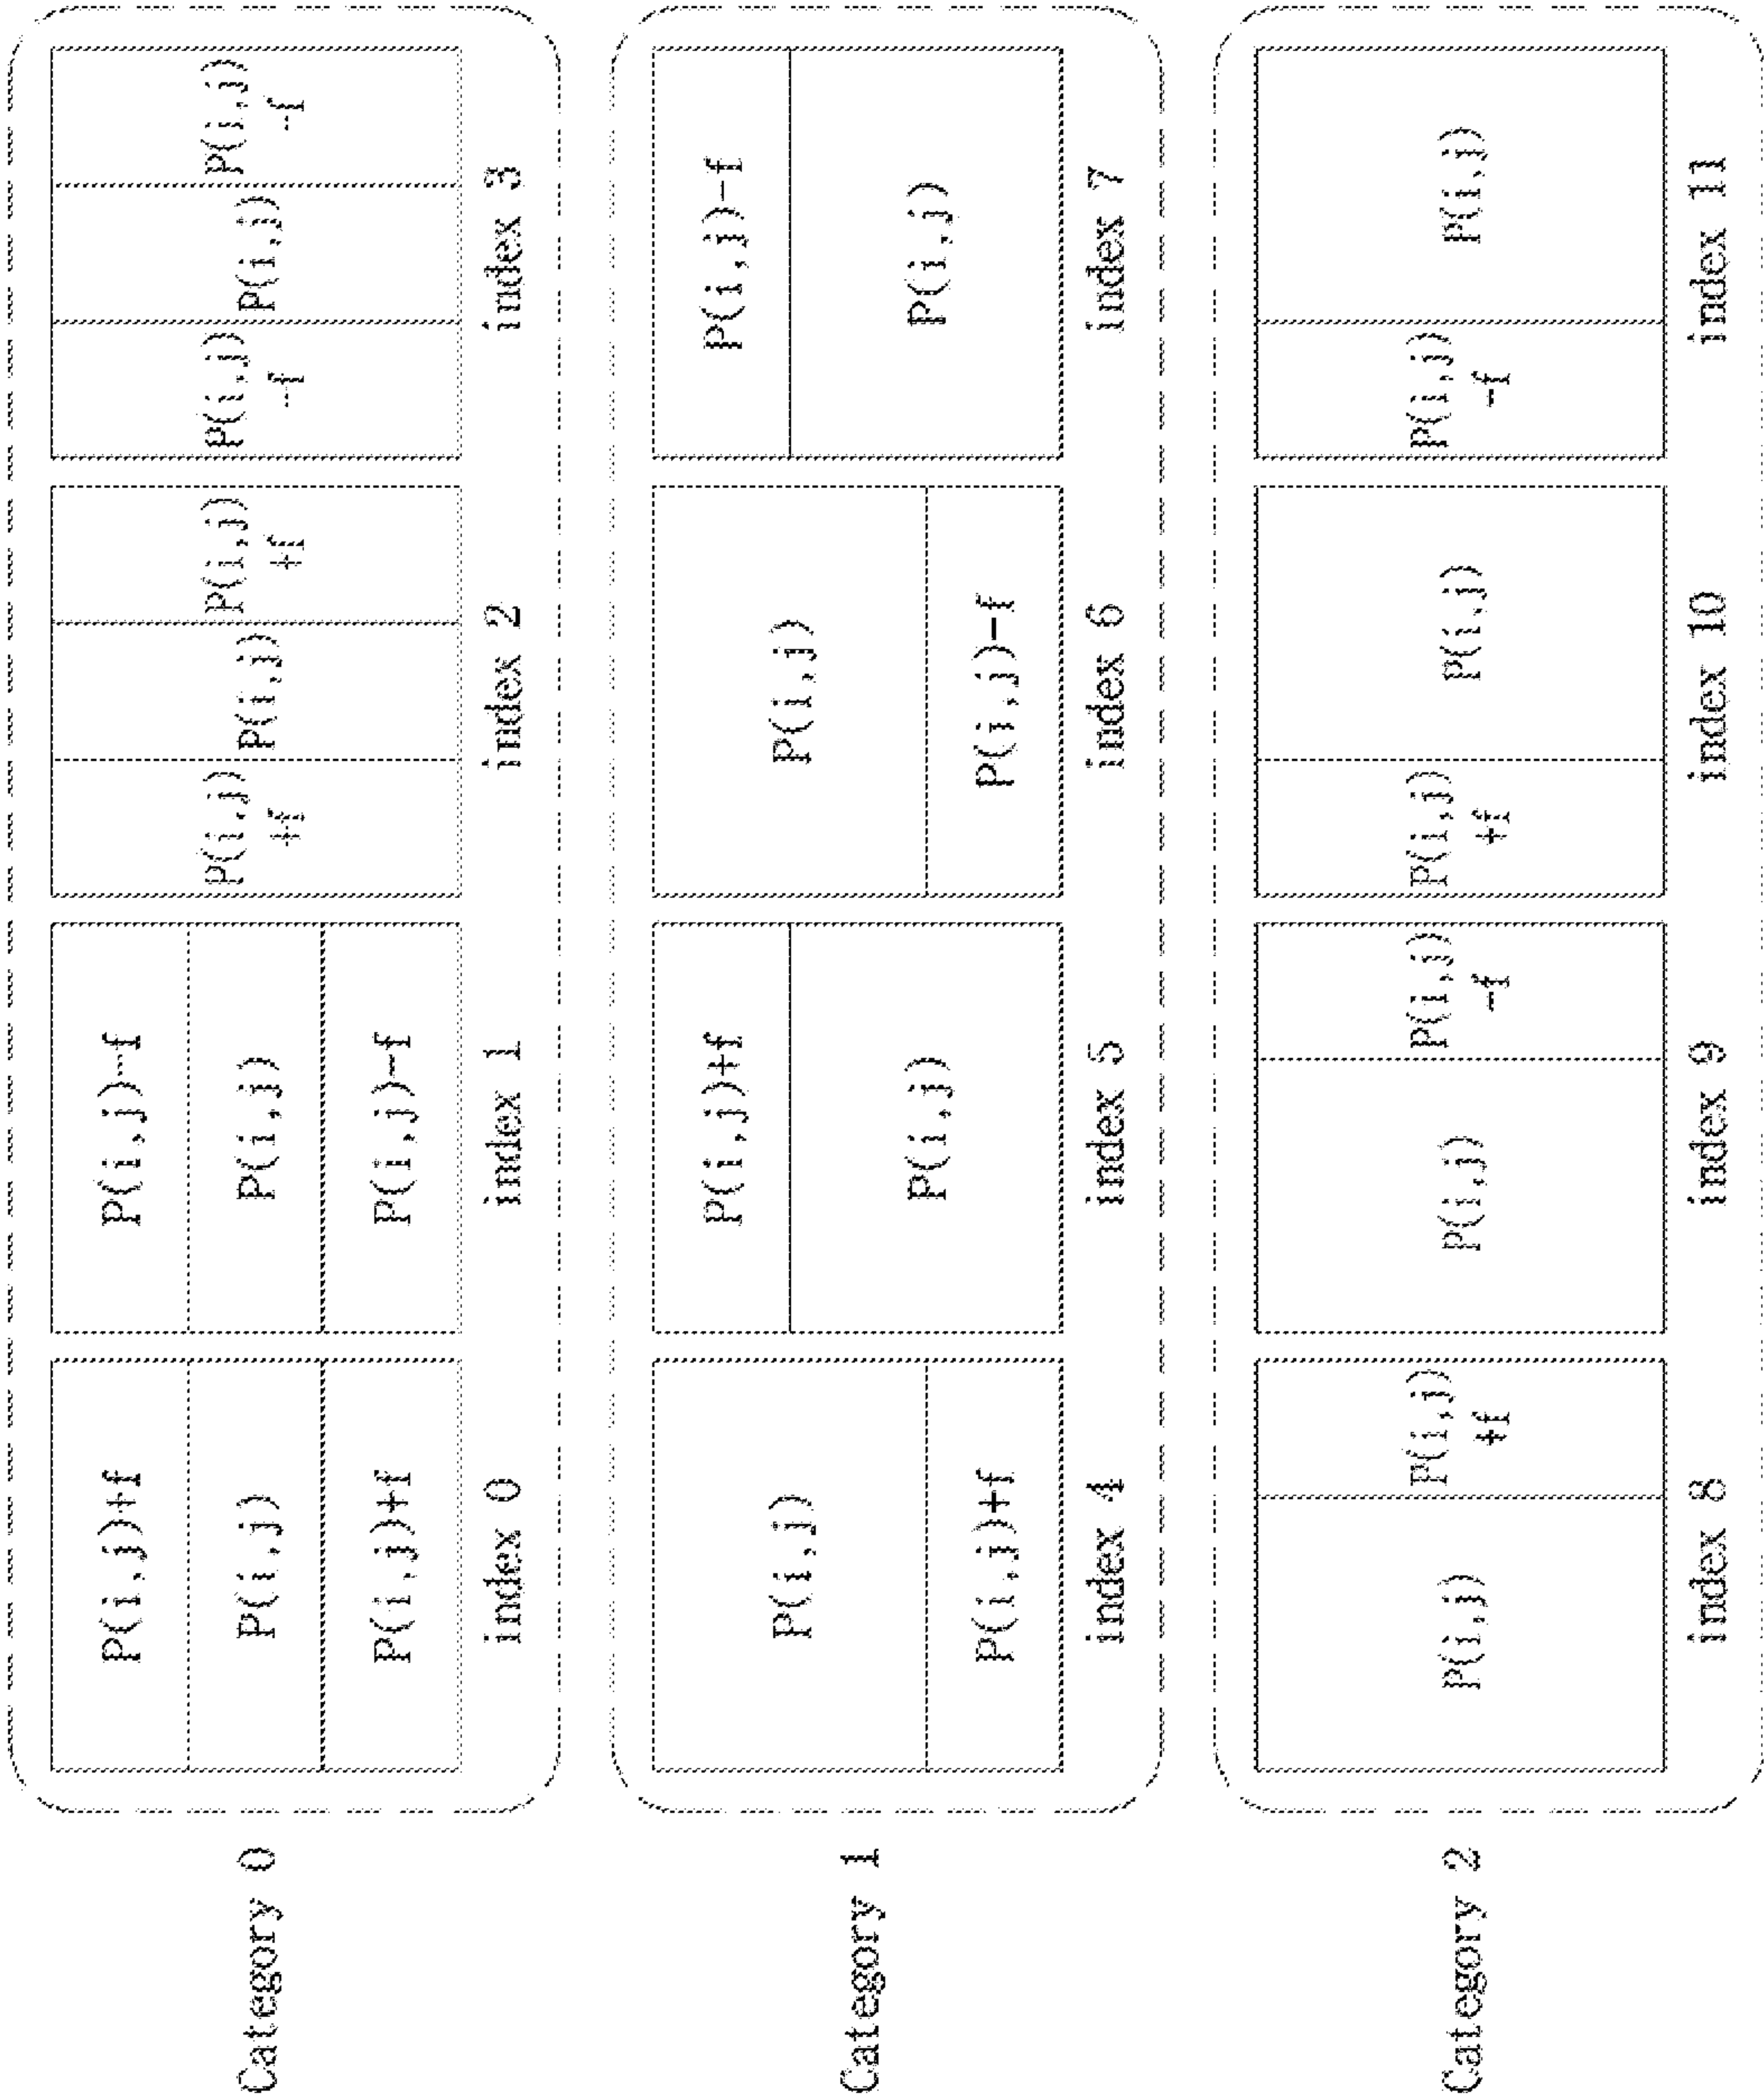 Category 0
P(i,j)+f
P(i,j)
P(i,j)+f
index 0
P(i,j)-f
P(i,j)
P(i,j)-f
index 1
P(i,j)
+f
P(i,j)
P(i,j)
+f
index 2
P(i,j)
-f
P(i,j)
P(i,j)
-f
index 3
Category 1
P(i,j)
P(i,j)+f
index 4
P(i,j)+f
P(i,j)
index 5
P(i,j)
P(i,j)-f
index 6
P(i,j)-f
P(i,j)
index 7
Category 2
P(i,j)
P(i,j)
+f
index 8
P(i,j)
P(i,j)
-f
index 9
P(i,j)
+f
P(i,j)
index 10
P(i,j)
-f
P(i,j)
index 11